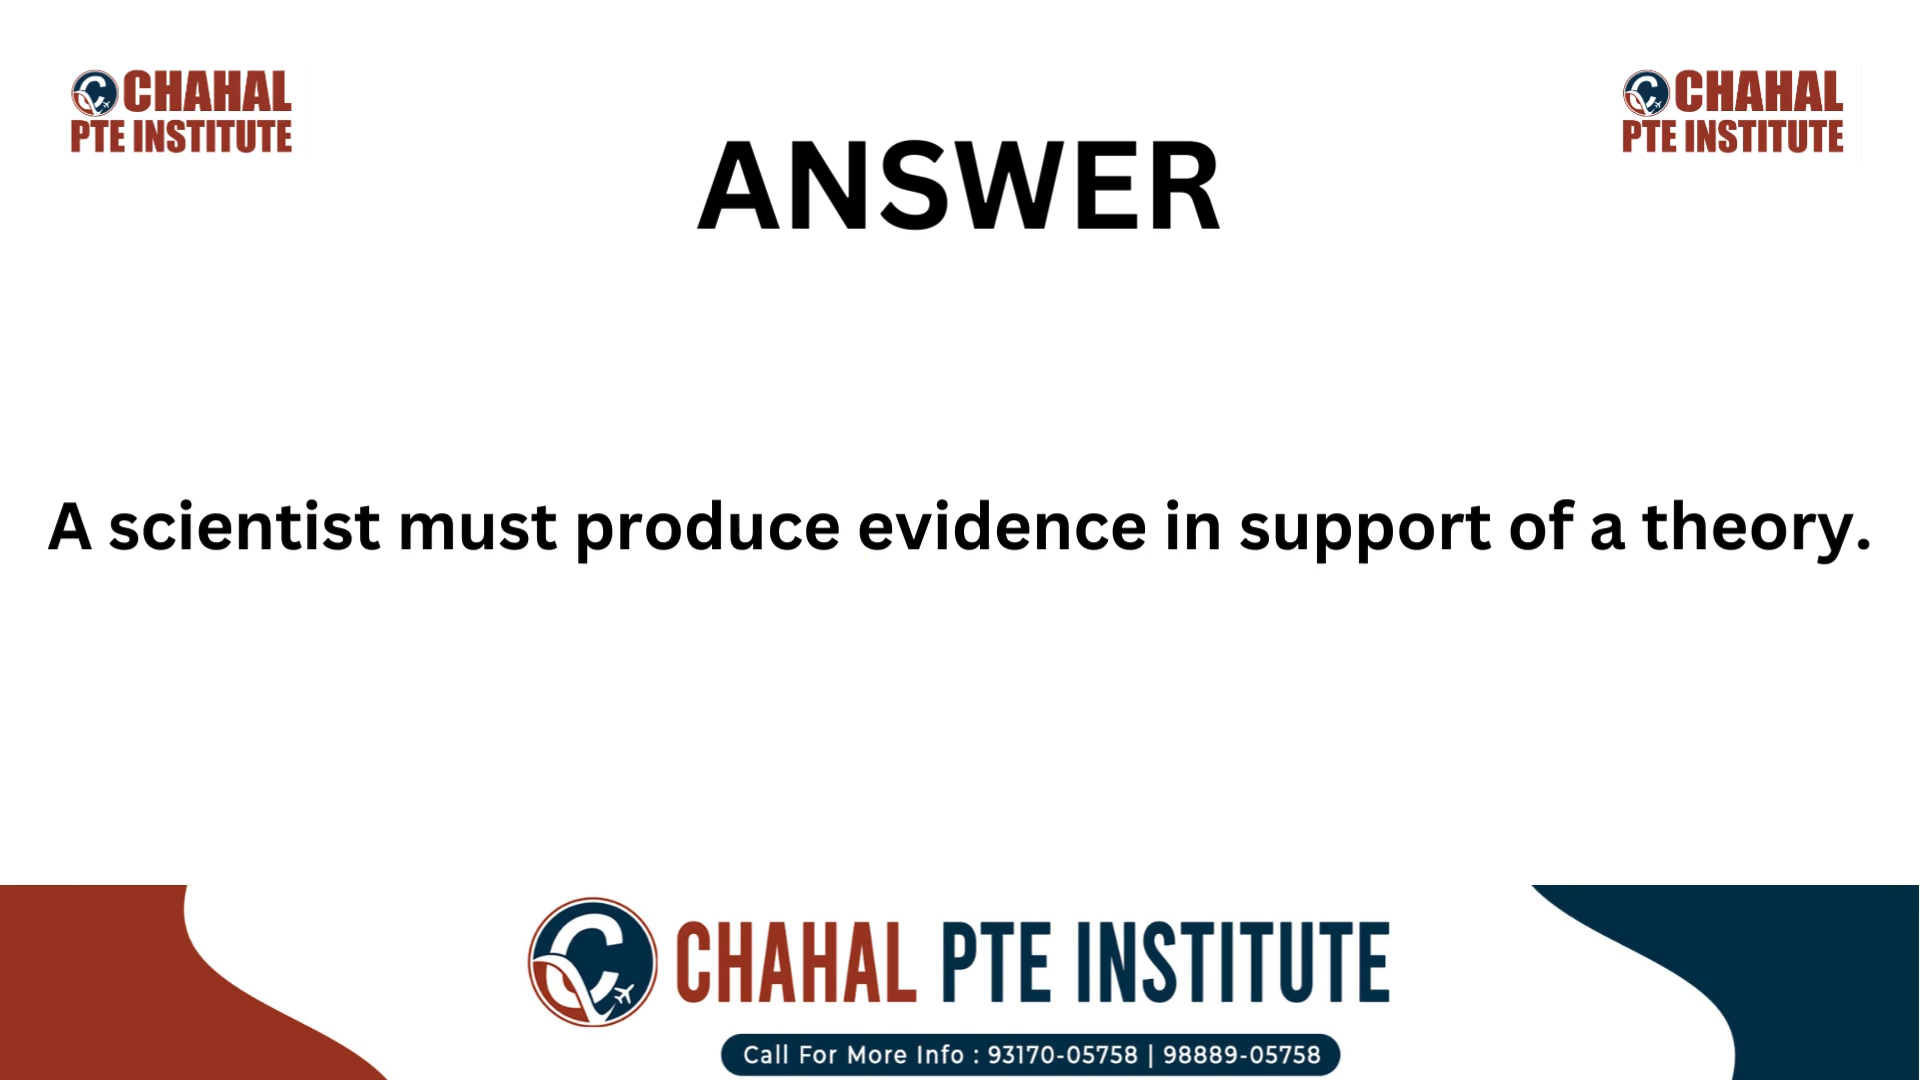 CHAHAL
PTE INSTITUTE
CHAHAL
PTE INSTITUTE
ANSWER
A scientist must produce evidence in support of a theory.
CHAHAL PTE INSTITUTE
Call For More Info : 93170-05758 | 98889-05758